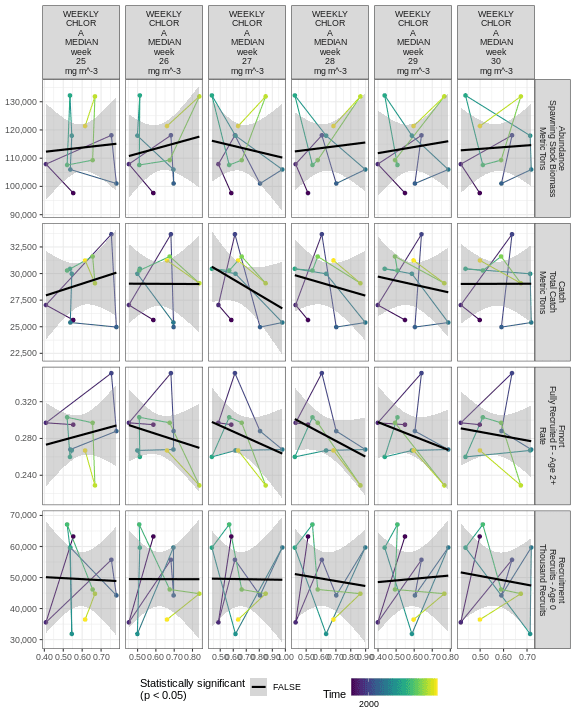 WEEKLY
CHLOR
A
MEDIAN
week
25
mg m^-3
WEEKLY
CHLOR
A
MEDIAN
week
26
mg m^-3
WEEKLY
CHLOR
A
MEDIAN
week
27
mg m^-3
WEEKLY
CHLOR
A
MEDIAN
week
28
mg m^-3
WEEKLY
CHLOR
A
MEDIAN
week
29
mg m^-3
WEEKLY
CHLOR
A
MEDIAN
week
30
mg m^-3
130,000
120,000
110,000
100,000
90,000
Abundance
Spawning Stock Biomass
Metric Tons
32,500
30,000
27,500
25,000
22,500
Catch
Total Catch
Metric Tons
0.320
0.280
0.240
Fmort
Fully Recruited F - Age 2+
Rate
70,000
60,000
50,000
40,000
30,000
Recruitment
Recruits - Age 0
Thousand Recruits
0.40 0.50 0.60 0.70
0.40 0.60 0.80
0.40 0.50 0.60 0.70 0.80 0.90 1.00
0.40 0.50 0.60 0.70 0.80 0.90
0.40 0.50 0.60 0.70 0.80
0.50 0.60 0.70
Statistically significant
(p < 0.05)
FALSE
Time
2000